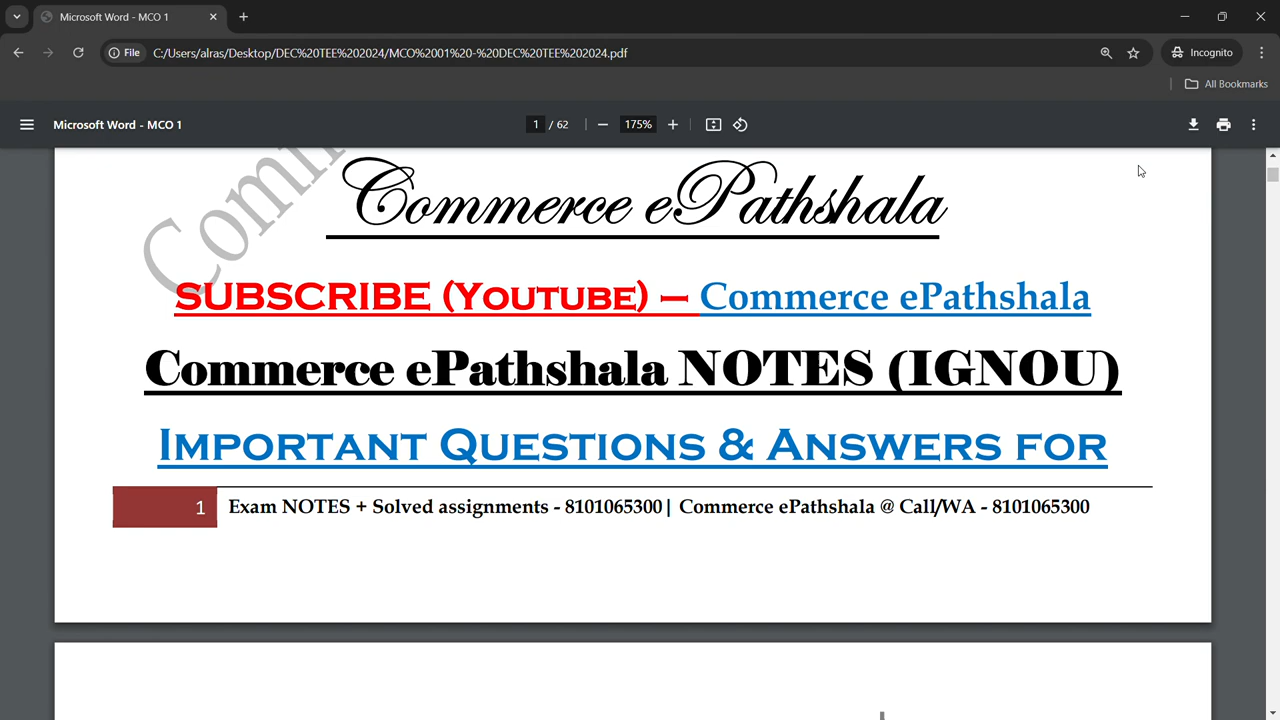 Microsoft Word - MCO 1
File
C:/Users/alras/Desktop/DEC%20TEE%202024/MCO%2001%20-%20DEC%20TEE%202024.pdf
Incognito
All Bookmarks
Microsoft Word - MCO 1
1 / 62
175%
Comm
Commerce ePathshala
SUBSCRIBE (YOUTUBE) – Commerce ePathshala
Commerce ePathshala NOTES (IGNOU)
IMPORTANT QUESTIONS & ANSWERS FOR
1 Exam NOTES + Solved assignments - 8101065300| Commerce ePathshala @ Call/WA - 8101065300